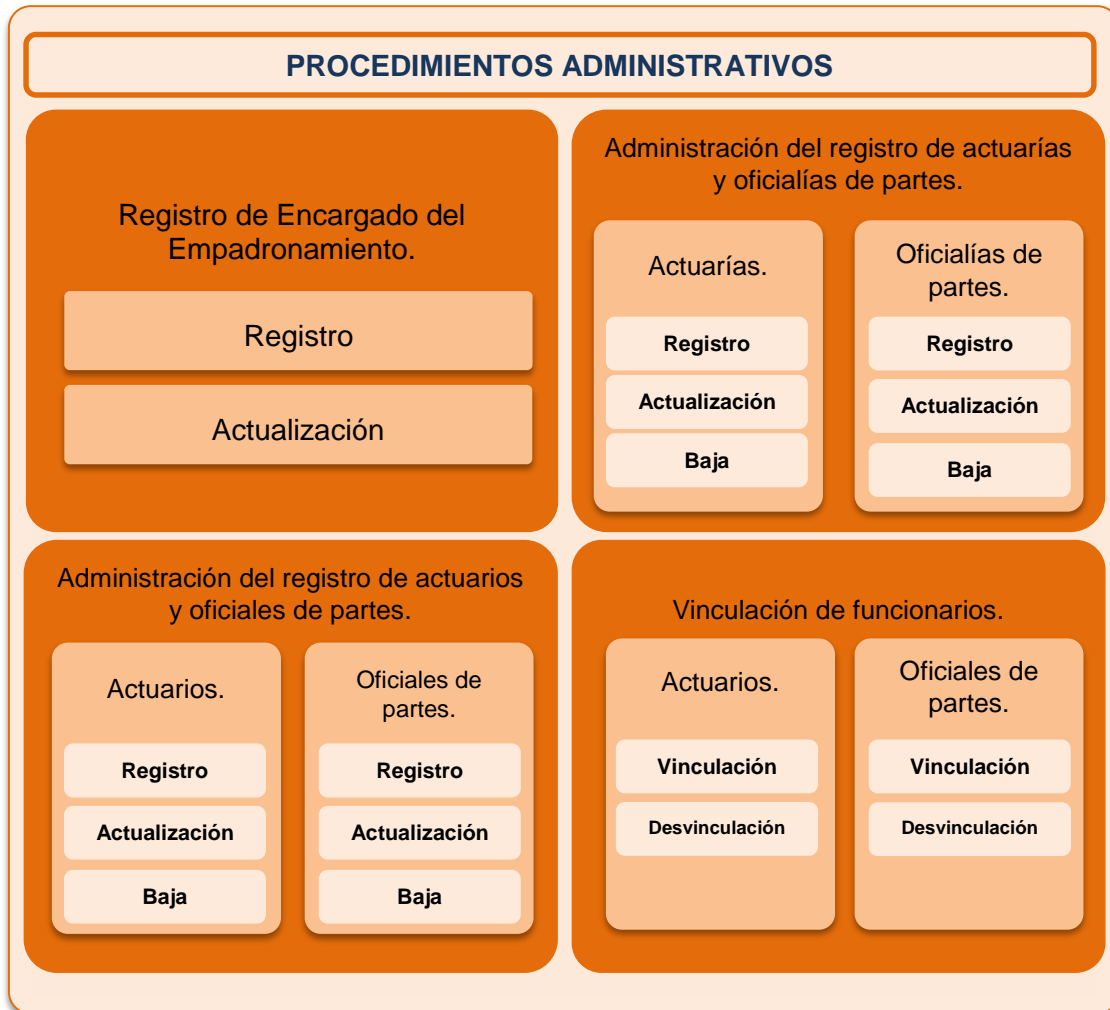 PROCEDIMIENTOS ADMINISTRATIVOS
Registro de Encargado del
Empadronamiento.
Registro
Actualización
Administración del registro de actuarías
y oficialías de partes.
Actuarías.
Registro
Actualización
Baja
Oficialías de
partes.
Registro
Actualización
Baja
Administración del registro de actuarios
y oficiales de partes.
Actuarios.
Registro
Actualización
Baja
Oficiales de
partes.
Registro
Actualización
Baja
Vinculación de funcionarios.
Actuarios.
Vinculación
Desvinculación
Oficiales de
partes.
Vinculación
Desvinculación